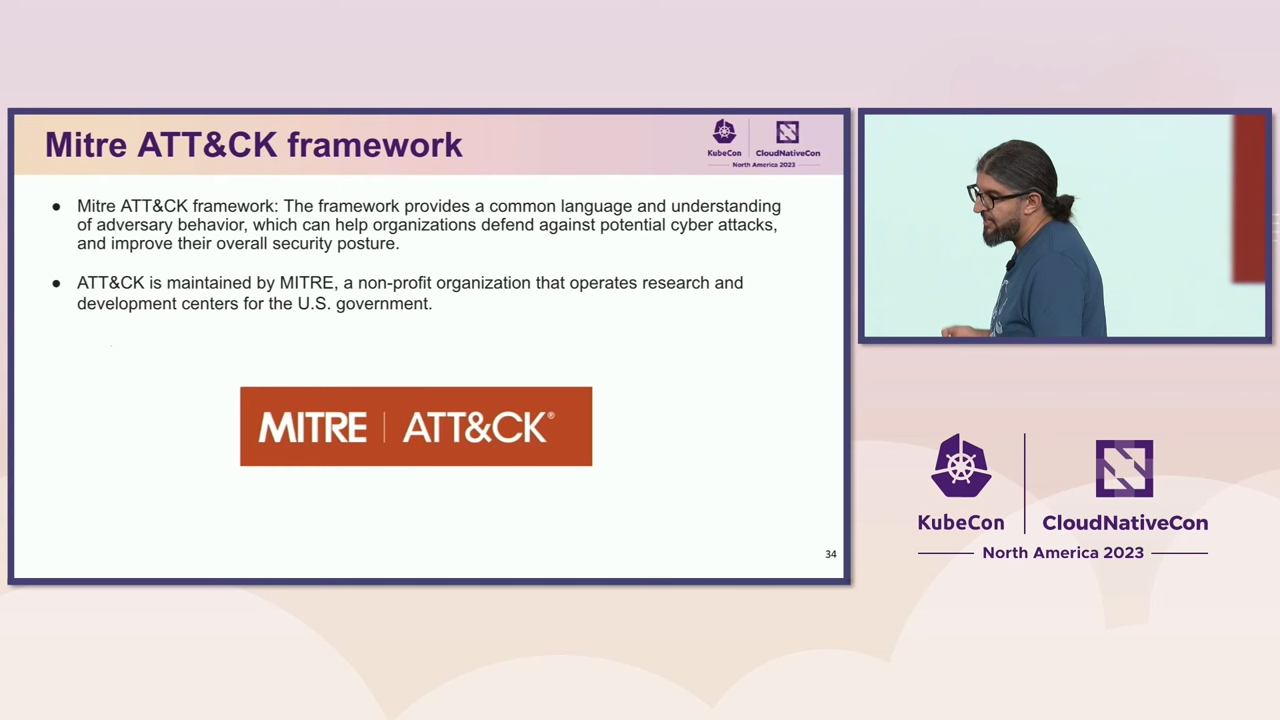 Mitre ATT&CK framework
KubeCon
CloudNativeCon
North America 2023
● Mitre ATT&CK framework: The framework provides a common language and understanding
of adversary behavior, which can help organizations defend against potential cyber attacks,
and improve their overall security posture.
● ATT&CK is maintained by MITRE, a non-profit organization that operates research and
development centers for the U.S. government.
MITRE | ATT&CK®
34
KubeCon
CloudNativeCon
North America 2023